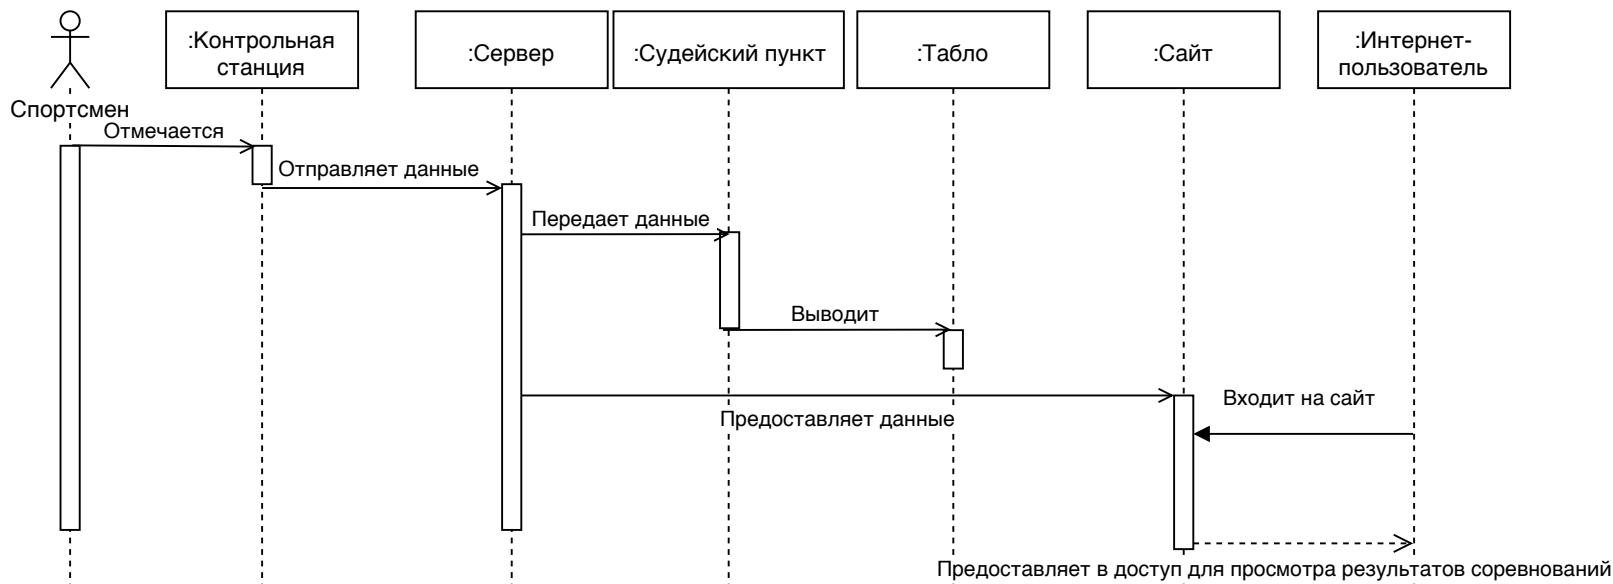 :Контрольная
станция
:Сервер
:Судейский пункт
:Табло
:Сайт
:Интернет-
пользователь
Спортсмен
Отмечается
Отправляет данные
Передает данные
Выводит
Входит на сайт
Предоставляет данные
Предоставляет в доступ для просмотра результатов соревнований